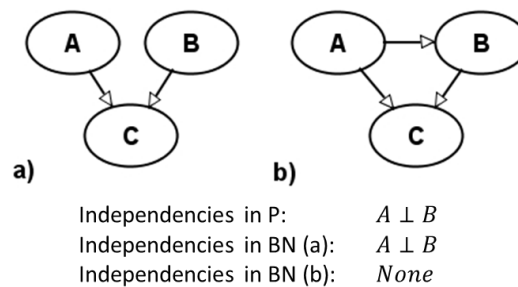 A B A B
C C
a) b)
Independencies in P: A ⊥ B
Independencies in BN (a): A ⊥ B
Independencies in BN (b): None